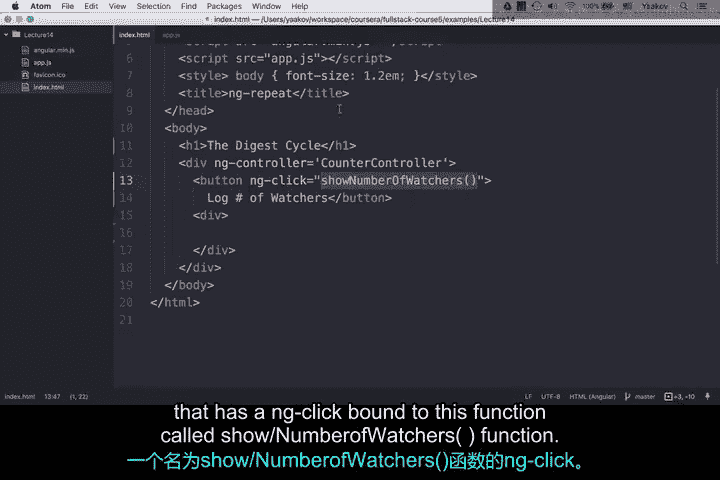 Atom File Edit View Selection Find Packages Window Help 100% Yaakov
index.html — /Users/yaakov/workspace/coursera/fullstack-course5/examples/Lecture14
Lecture14
angular.min.js
app.js
favicon.ico
index.html
index.html app.js
6 <script src="app.js"></script>
7 <style> body { font-size: 1.2em; }</style>
8 <title>ng-repeat</title>
9 </head>
10 <body>
11 <h1>The Digest Cycle</h1>
12 <div ng-controller='CounterController'>
13 <button ng-click="showNumberOfWatchers()">
14 Log # of Watchers</button>
15 <div>
16
17 </div>
18 </div>
19 </body>
20 </html>
21
index.html 13:47 (1, 22) LF UTF-8 HTML (Angular) master +3, -10
that has a ng-click bound to this function
called show/NumberofWatchers( ) function.
一个名为show/NumberofWatchers()函数的ng-click。